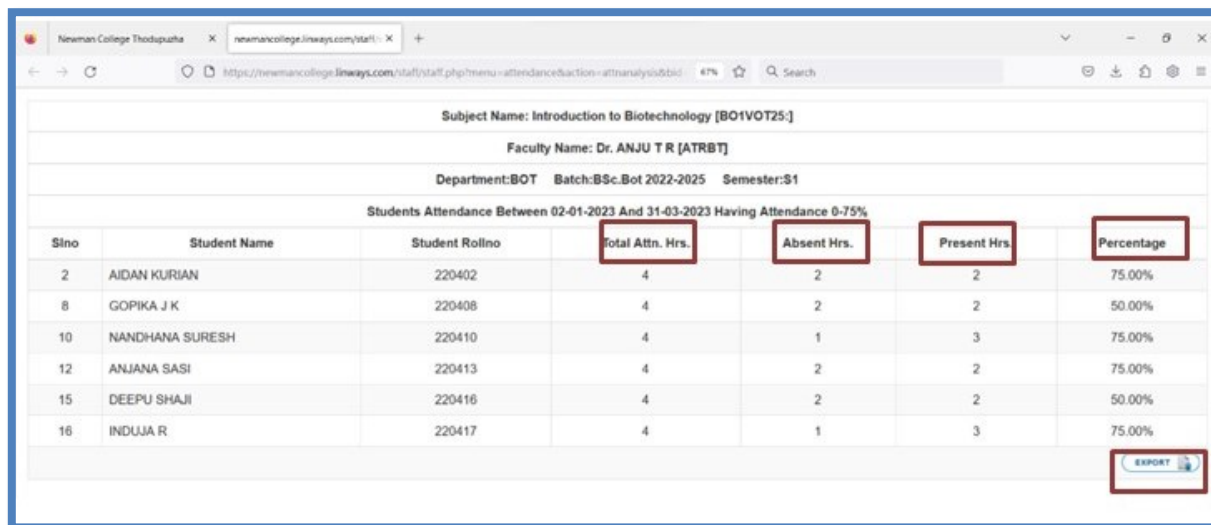 Newman College Thodupuzha
newmancollege.linways.com/staff/
https://newmancollege.linways.com/staff/staff.php?menu=attendance&action=attnanalysis&bid 67% Search
Subject Name: Introduction to Biotechnology [BO1VOT25:]
Faculty Name: Dr. ANJU T R [ATRBT]
Department:BOT Batch:BSc.Bot 2022-2025 Semester:S1
Students Attendance Between 02-01-2023 And 31-03-2023 Having Attendance 0-75%
Slno Student Name Student Rollno Total Attn. Hrs. Absent Hrs. Present Hrs. Percentage
2 AIDAN KURIAN 220402 4 2 2 75.00%
8 GOPIKA J K 220408 4 2 2 50.00%
10 NANDHANA SURESH 220410 4 1 3 75.00%
12 ANJANA SASI 220413 4 2 2 75.00%
15 DEEPU SHAJI 220416 4 2 2 50.00%
16 INDUJA R 220417 4 1 3 75.00%
EXPORT